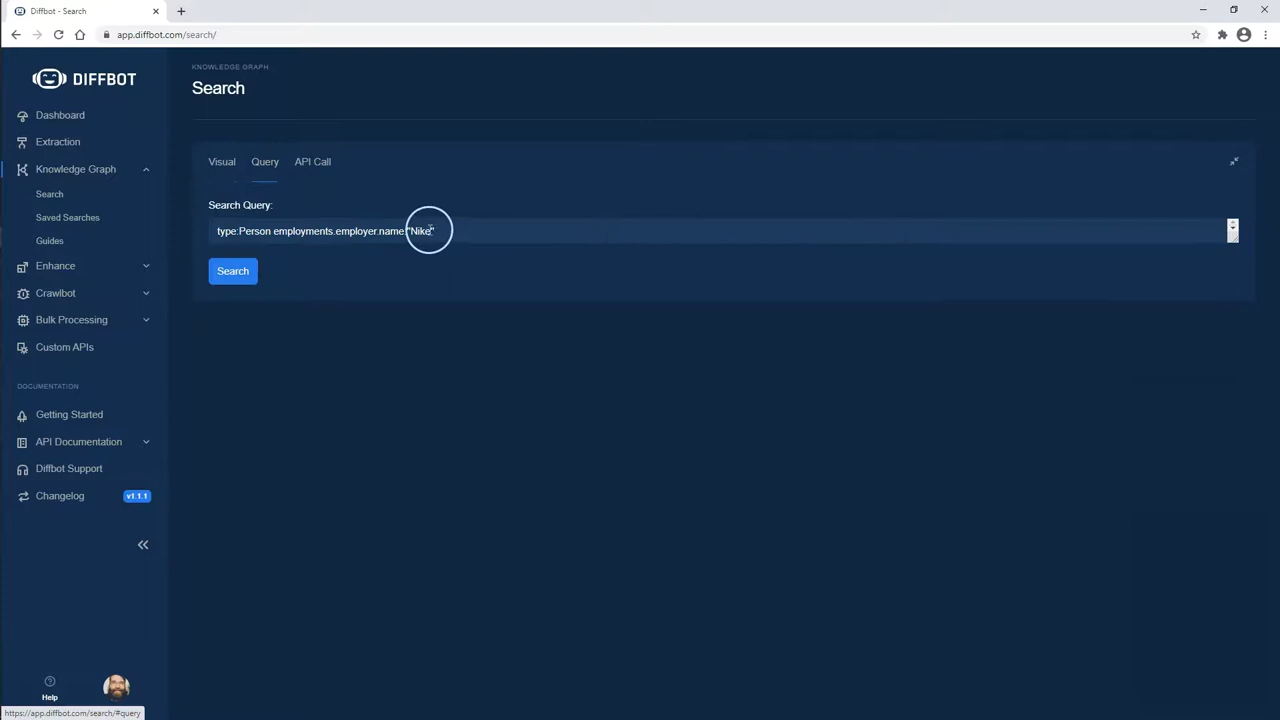 Diffbot - Search
app.diffbot.com/search/
DIFFBOT
Dashboard
Extraction
Knowledge Graph
Search
Saved Searches
Guides
Enhance
Crawlbot
Bulk Processing
Custom APIs
DOCUMENTATION
Getting Started
API Documentation
Diffbot Support
Changelog v1.1.1
Help
https://app.diffbot.com/search/#query
KNOWLEDGE GRAPH
Search
Visual Query API Call
Search Query:
type:Person employments.employer.name:"Nike"
Search